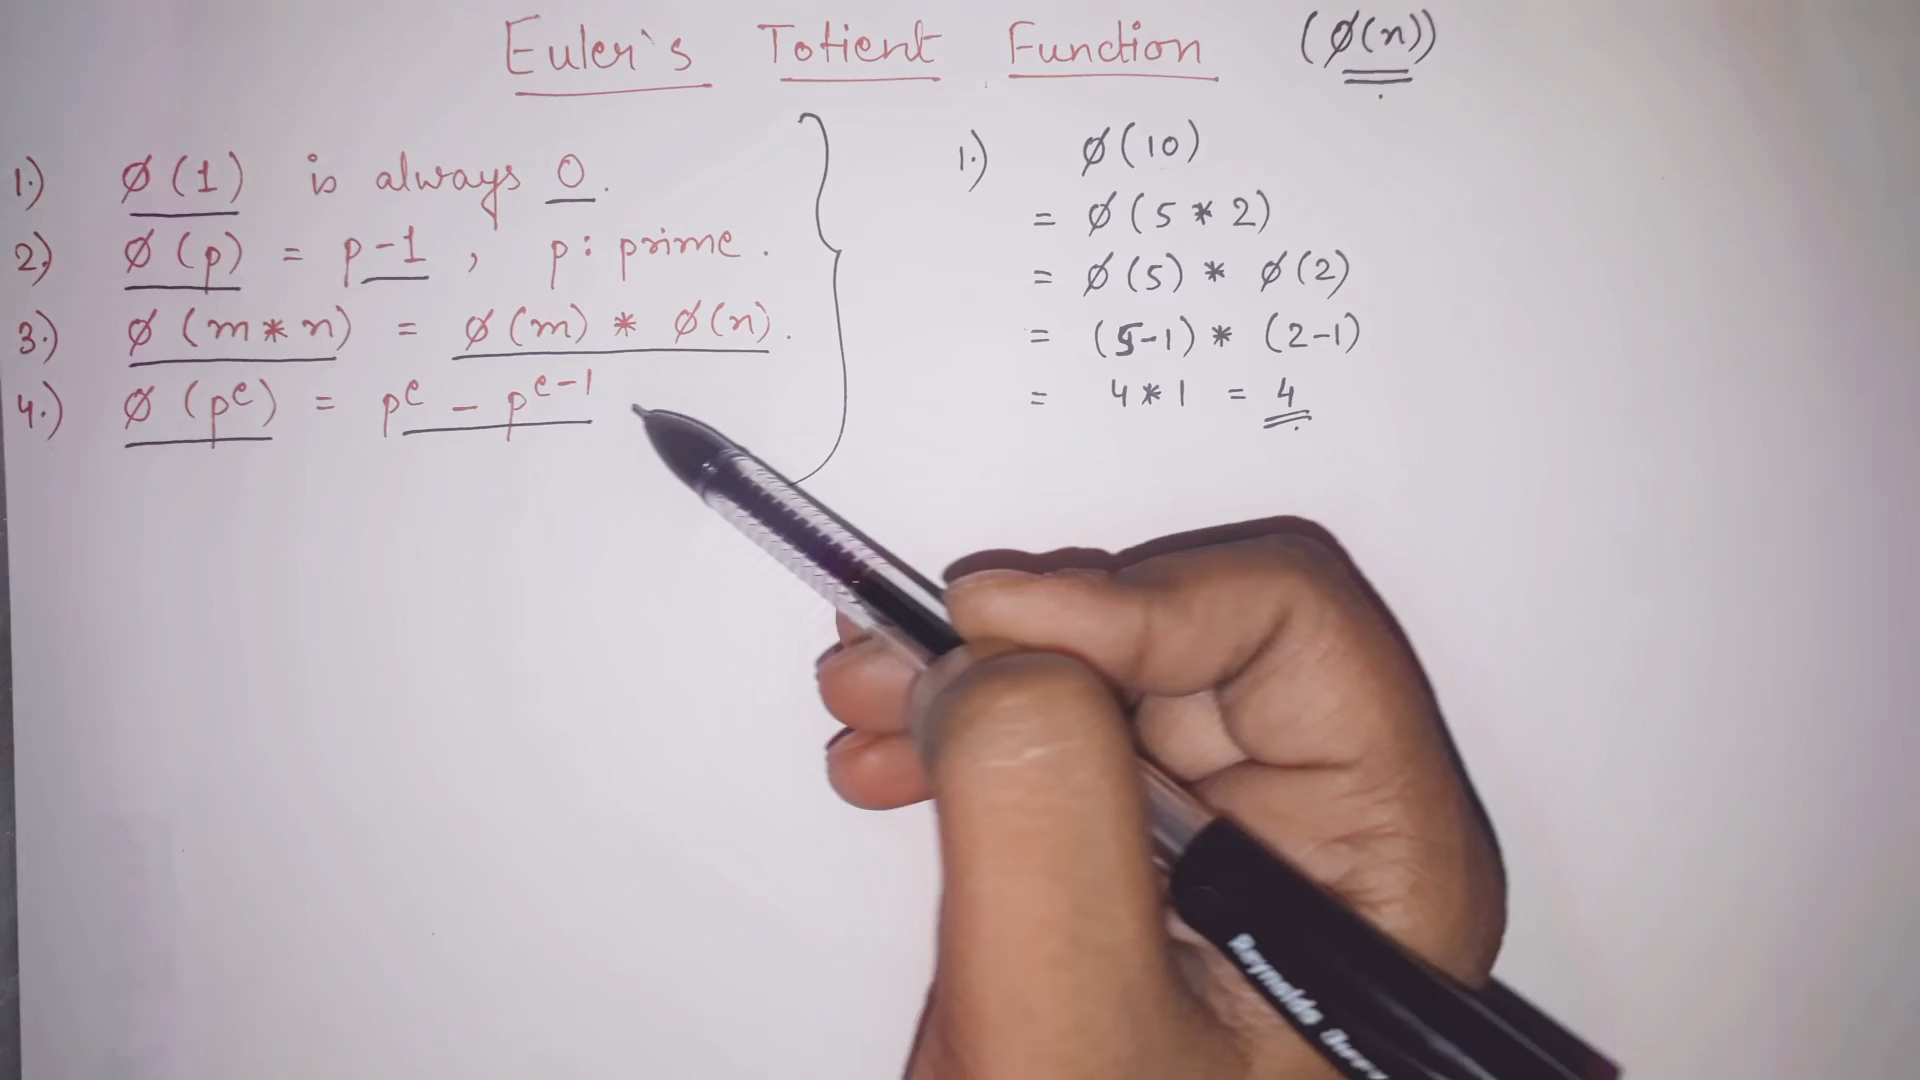 Euler's Totient Function (ø(n))
1.) ø(1) is always 0.
2.) ø(p) = p-1, p: prime.
3.) ø(m*n) = ø(m) * ø(n).
4.) ø(p^e) = p^e - p^e-1
1.) ø(10)
= ø(5*2)
= ø(5) * ø(2)
= (5-1) * (2-1)
= 4*1 = 4
Reynolds